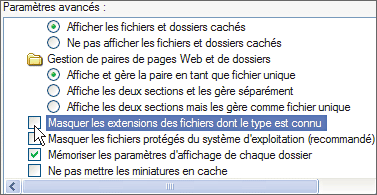 Paramètres avancés :
Afficher les fichiers et dossiers cachés
Ne pas afficher les fichiers et dossiers cachés
Gestion de paires de pages Web et de dossiers
Affiche et gère la paire en tant que fichier unique
Affiche les deux sections et les gère séparément
Affiche les deux sections mais les gère comme fichier unique
Masquer les extensions des fichiers dont le type est connu
Masquer les fichiers protégés du système d'exploitation (recommandé)
Mémoriser les paramètres d'affichage de chaque dossier
Ne pas mettre les miniatures en cache